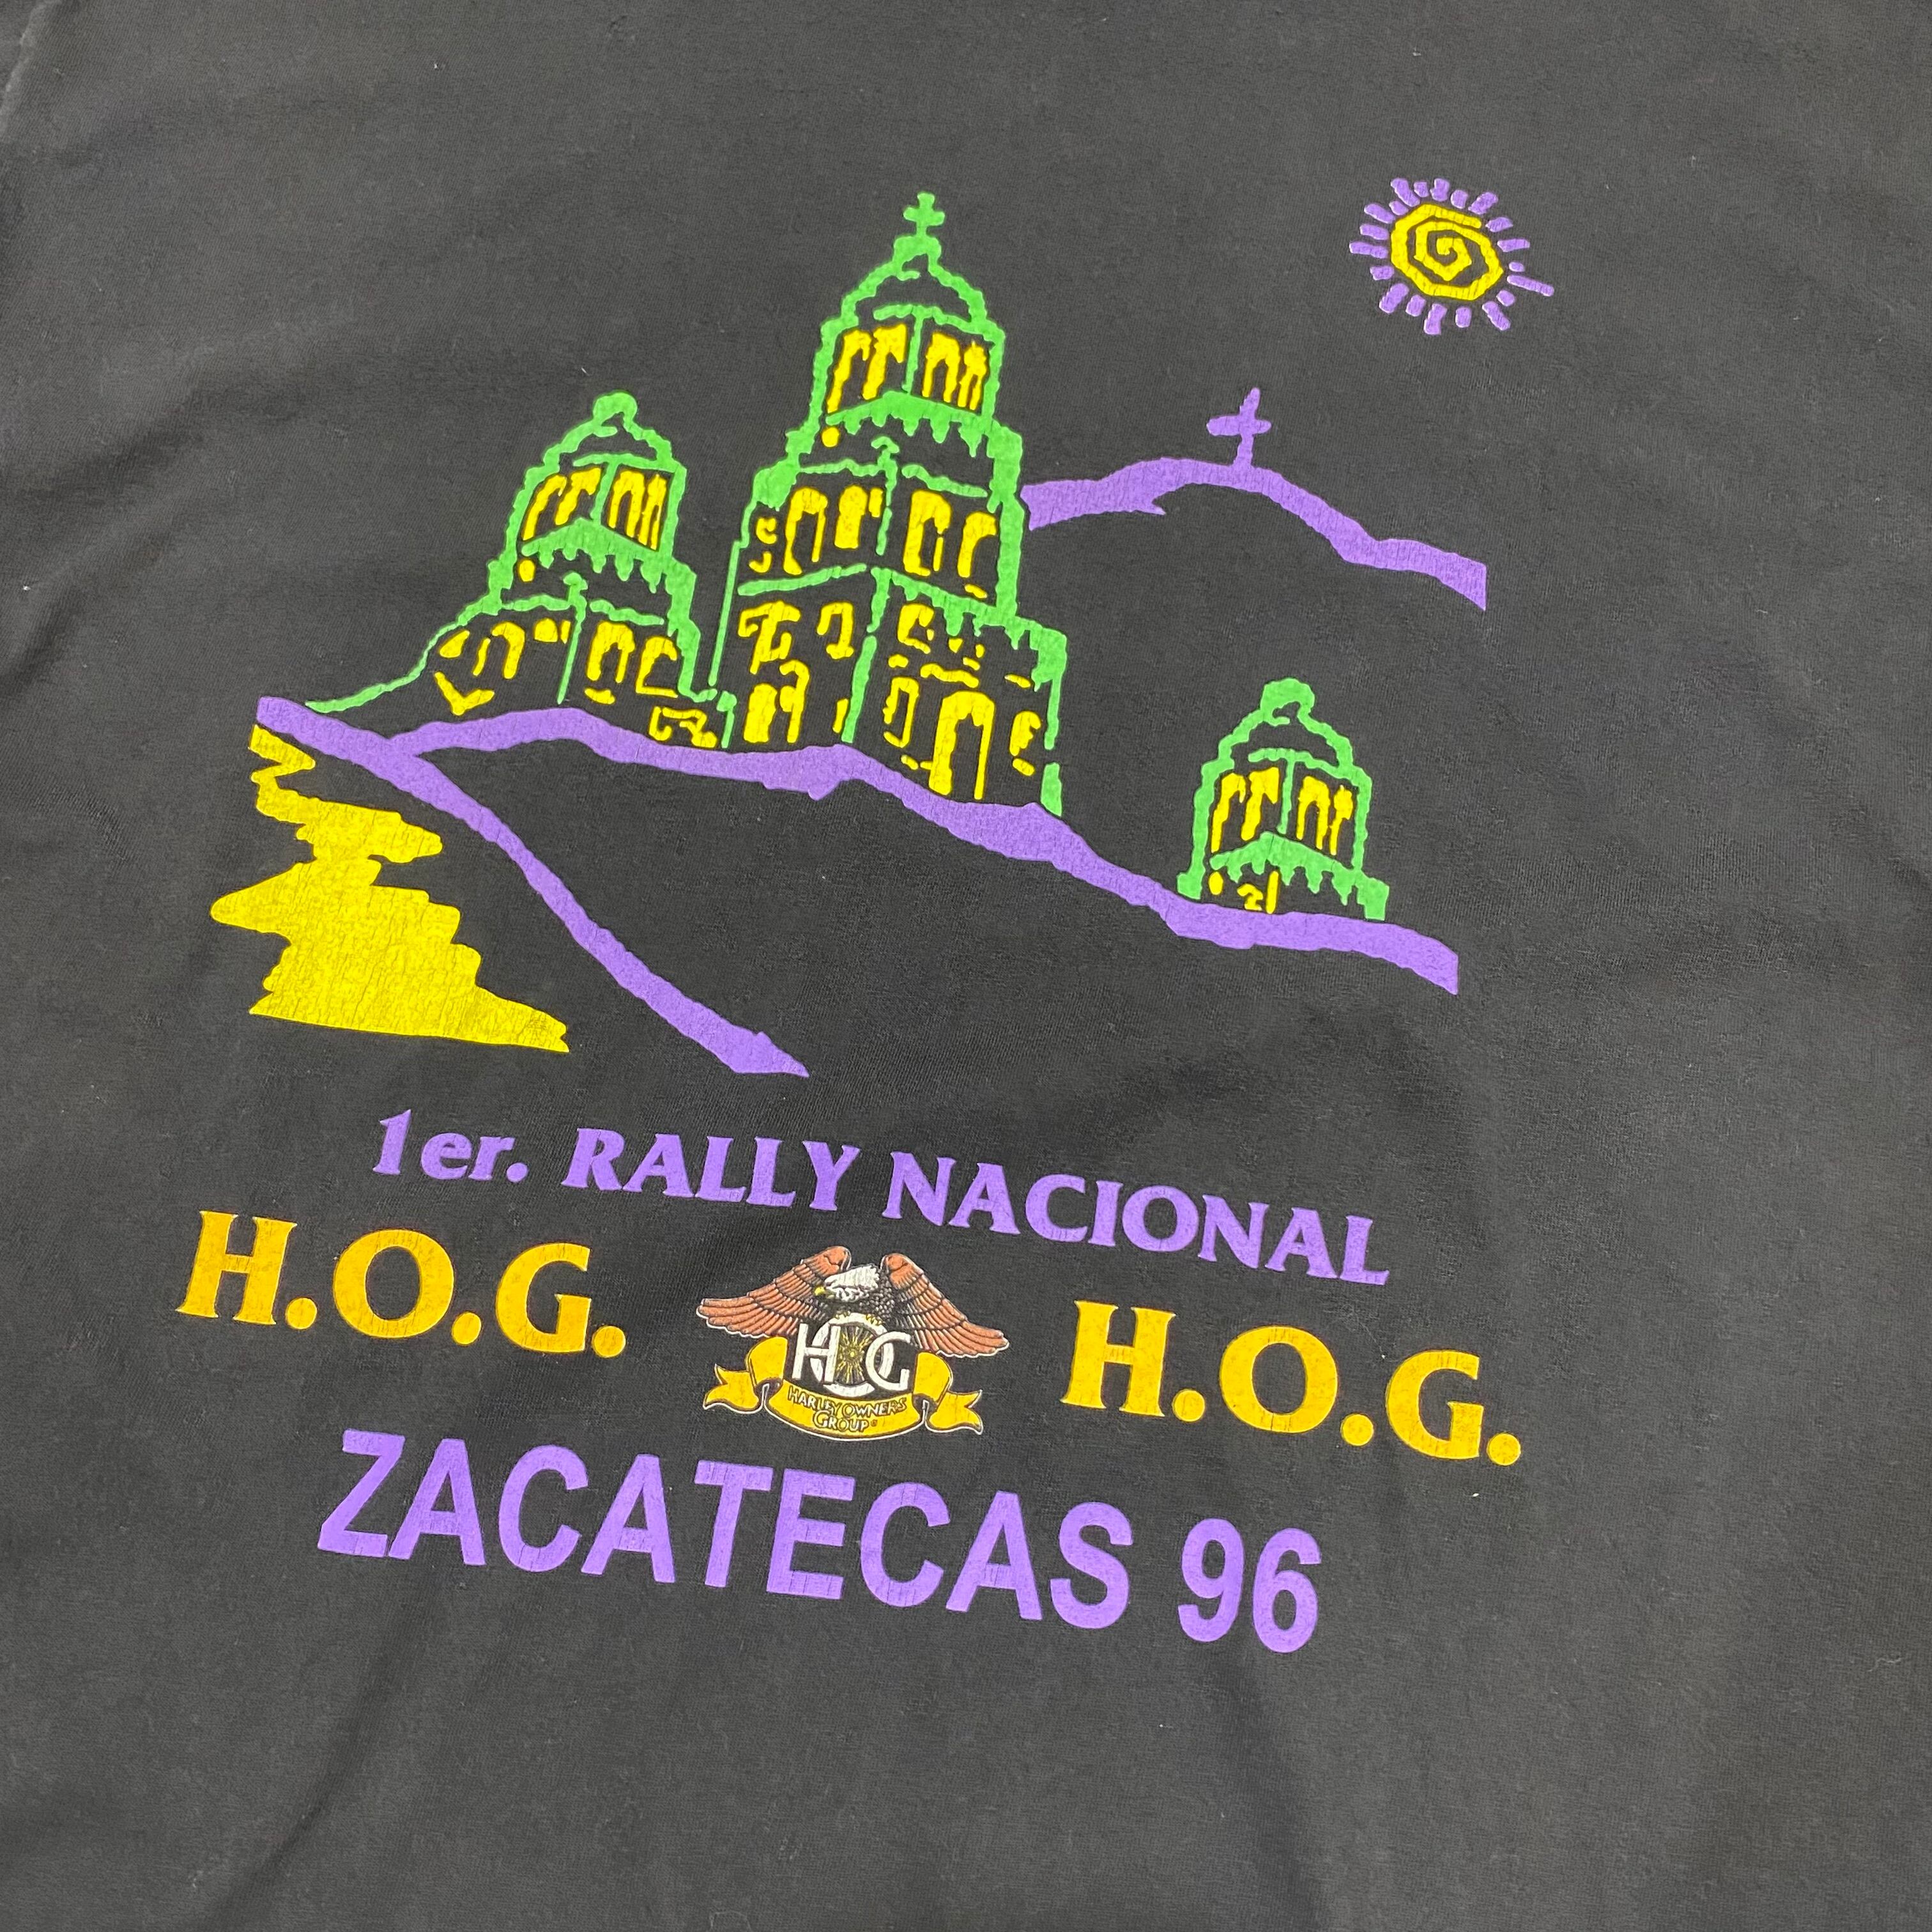 1er. RALLY NACIONAL
H.O.G. H.O.G.
HOG
HARLEY OWNERS
GROUP®
ZACATECAS 96